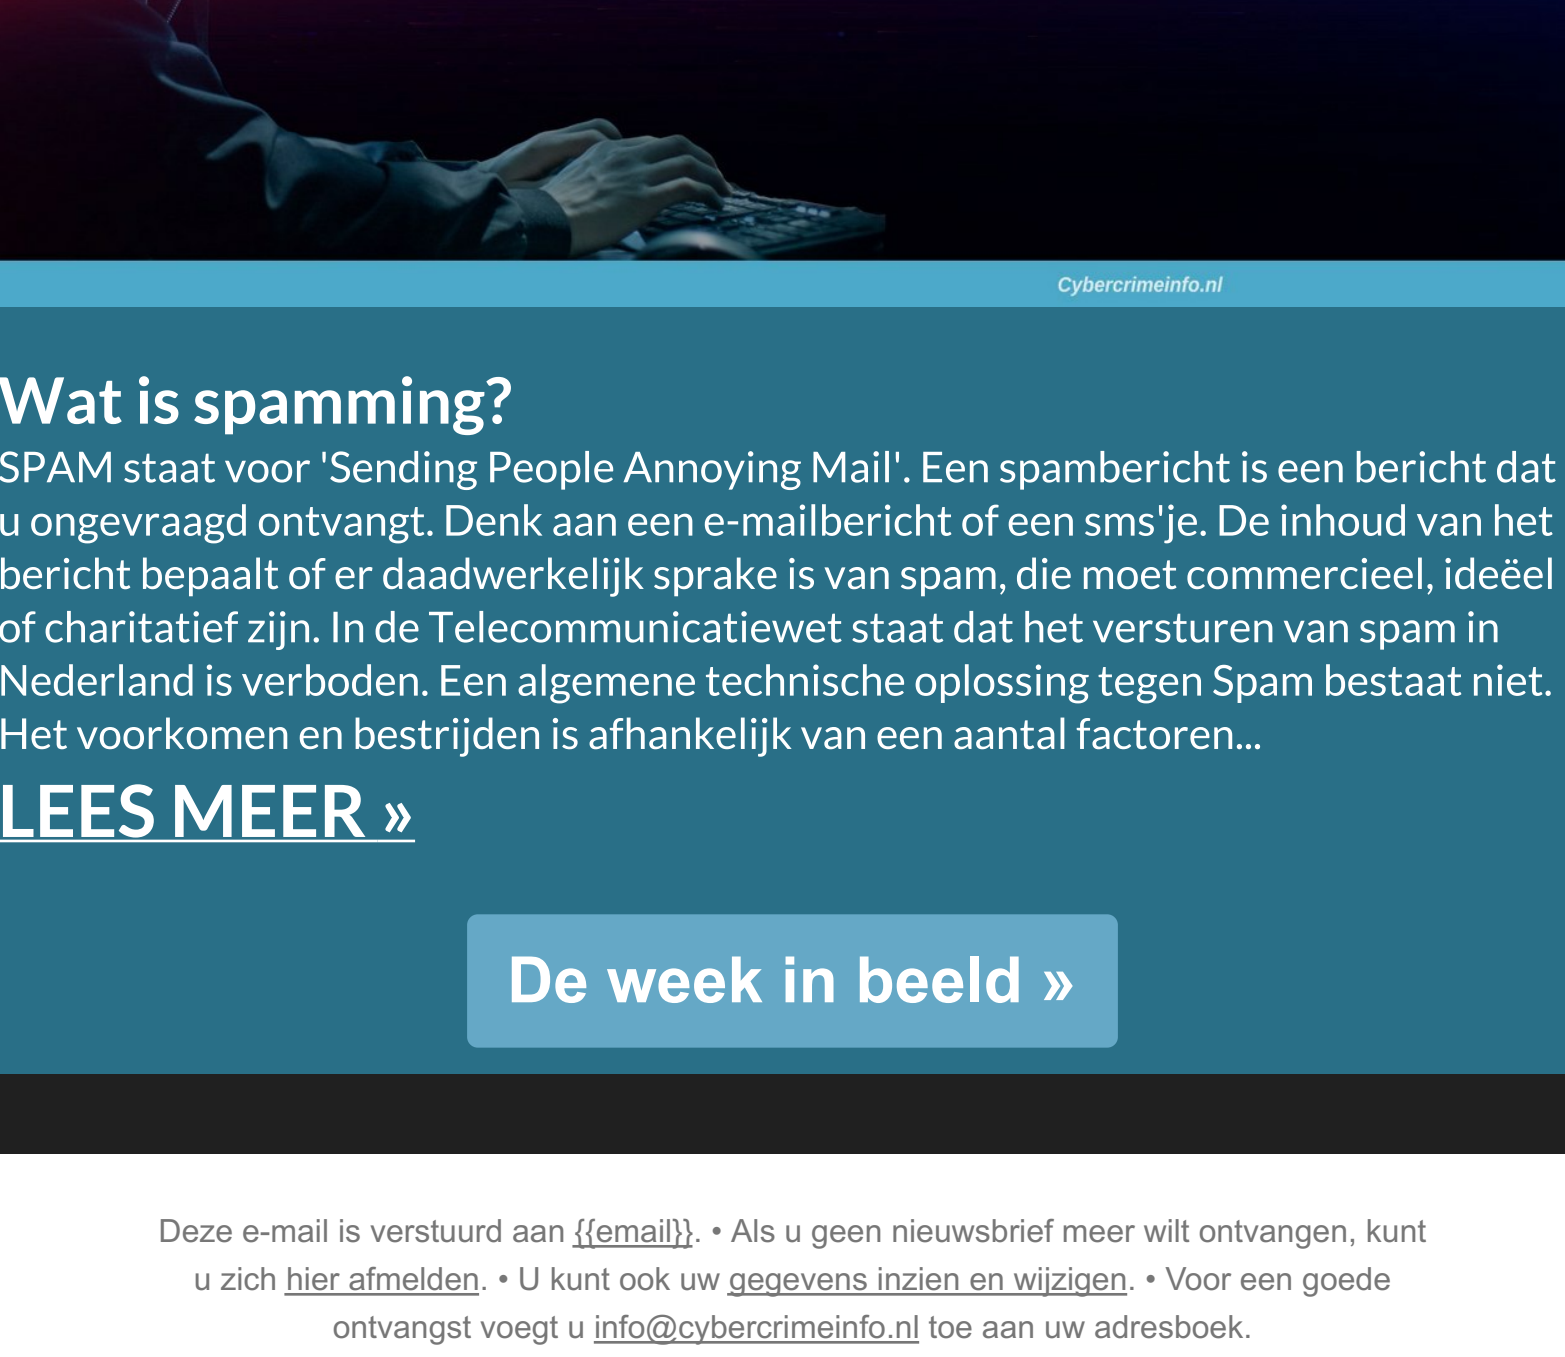 Cybercrimeinfo.nl
Wat is spamming?
SPAM staat voor 'Sending People Annoying Mail'. Een spambericht is een bericht dat
u ongevraagd ontvangt. Denk aan een e-mailbericht of een sms'je. De inhoud van het
bericht bepaalt of er daadwerkelijk sprake is van spam, die moet commercieel, ideëel
of charitatief zijn. In de Telecommunicatiewet staat dat het versturen van spam in
Nederland is verboden. Een algemene technische oplossing tegen Spam bestaat niet.
Het voorkomen en bestrijden is afhankelijk van een aantal factoren...
LEES MEER »
De week in beeld »
Deze e-mail is verstuurd aan {{email}}. • Als u geen nieuwsbrief meer wilt ontvangen, kunt
u zich hier afmelden. • U kunt ook uw gegevens inzien en wijzigen. • Voor een goede
ontvangst voegt u info@cybercrimeinfo.nl toe aan uw adresboek.